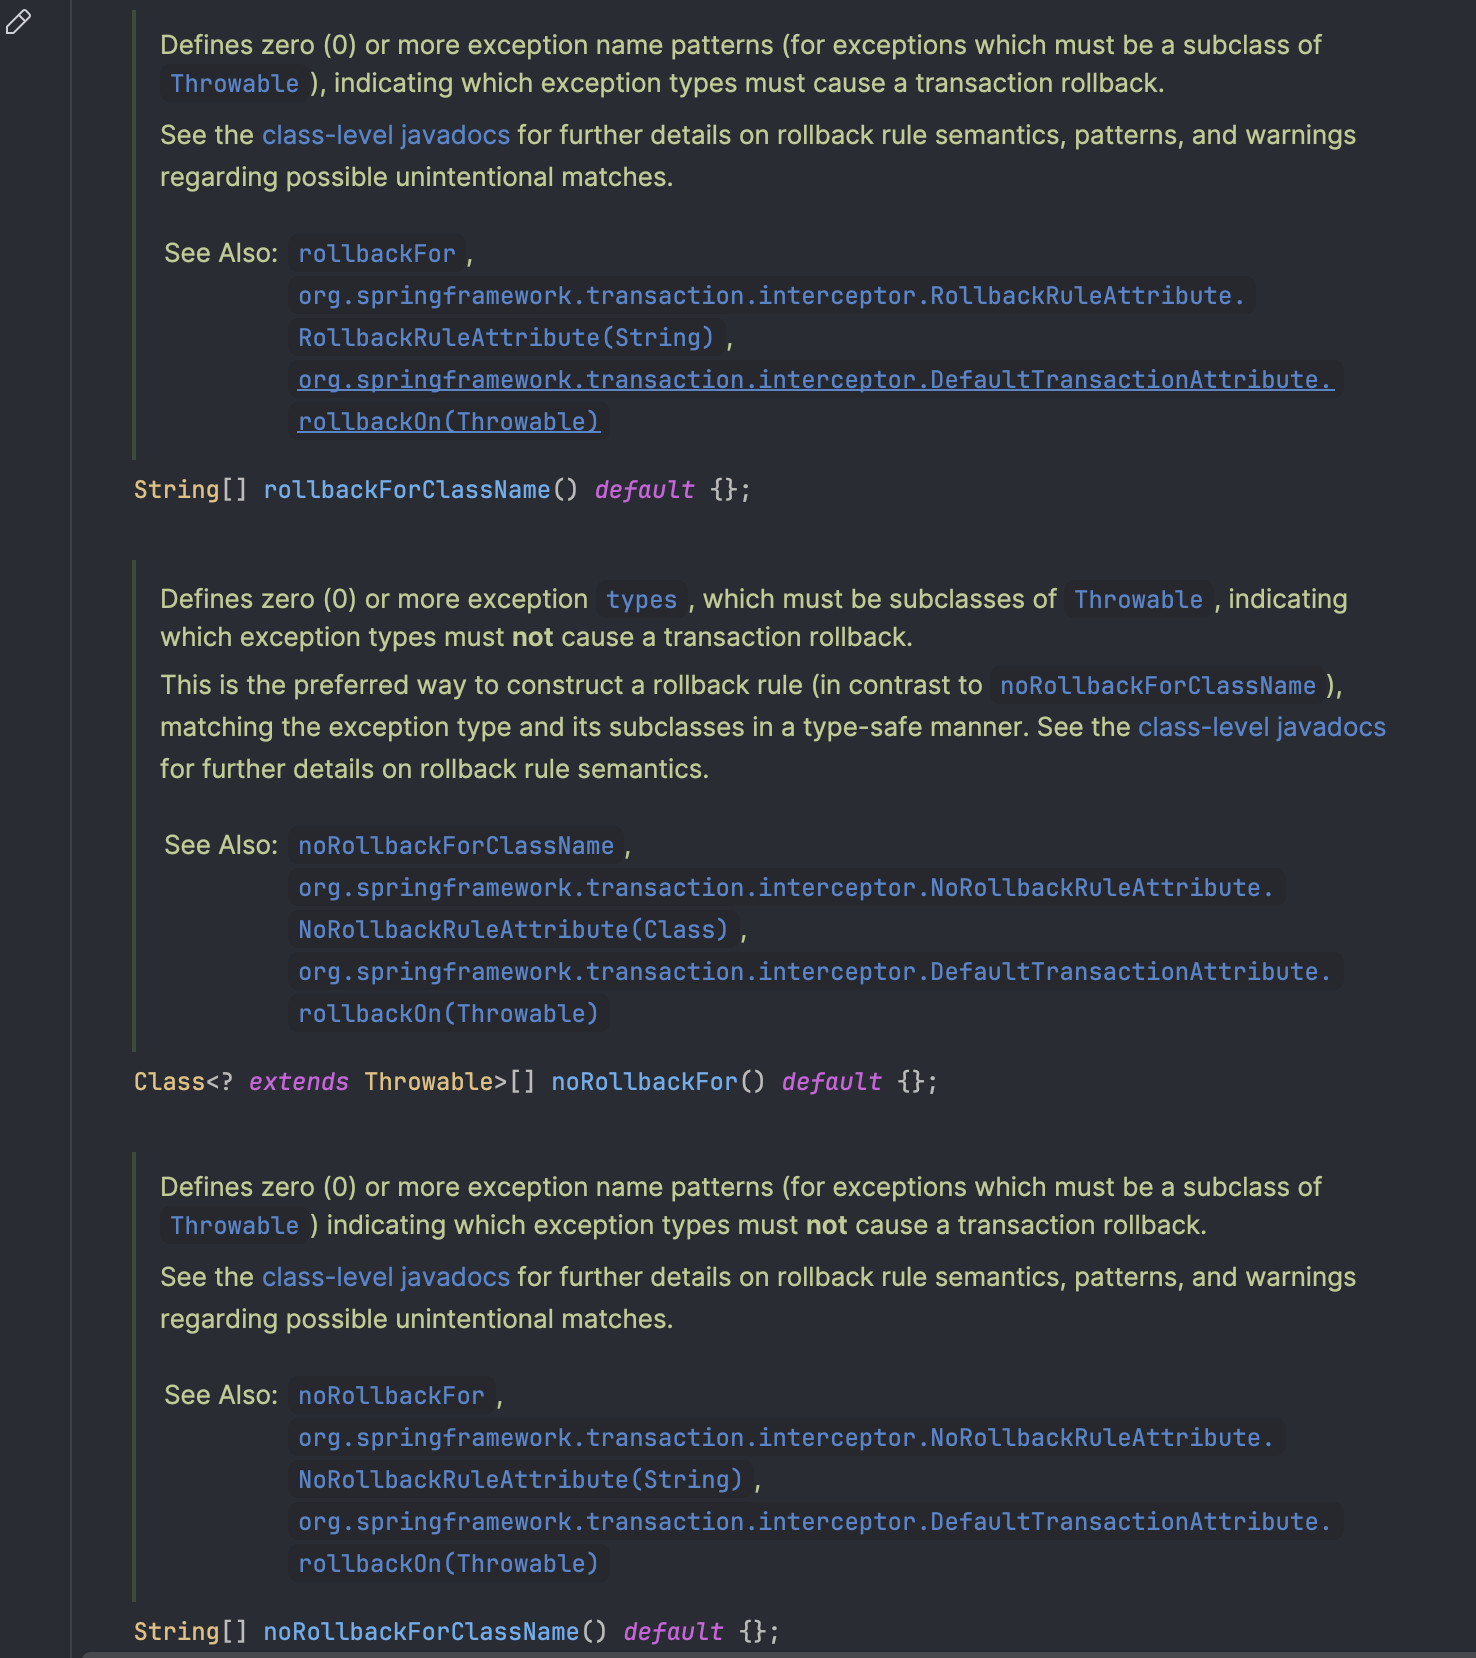 Defines zero (0) or more exception name patterns (for exceptions which must be a subclass of
Throwable ), indicating which exception types must cause a transaction rollback.
See the class-level javadocs for further details on rollback rule semantics, patterns, and warnings
regarding possible unintentional matches.
See Also: rollbackFor ,
org.springframework.transaction.interceptor.RollbackRuleAttribute.
RollbackRuleAttribute(String) ,
org.springframework.transaction.interceptor.DefaultTransactionAttribute.
rollbackOn(Throwable)
String[] rollbackForClassName() default {};
Defines zero (0) or more exception types , which must be subclasses of Throwable , indicating
which exception types must not cause a transaction rollback.
This is the preferred way to construct a rollback rule (in contrast to noRollbackForClassName ),
matching the exception type and its subclasses in a type-safe manner. See the class-level javadocs
for further details on rollback rule semantics.
See Also: noRollbackForClassName ,
org.springframework.transaction.interceptor.NoRollbackRuleAttribute.
NoRollbackRuleAttribute(Class) ,
org.springframework.transaction.interceptor.DefaultTransactionAttribute.
rollbackOn(Throwable)
Class<? extends Throwable>[] noRollbackFor() default {};
Defines zero (0) or more exception name patterns (for exceptions which must be a subclass of
Throwable ) indicating which exception types must not cause a transaction rollback.
See the class-level javadocs for further details on rollback rule semantics, patterns, and warnings
regarding possible unintentional matches.
See Also: noRollbackFor ,
org.springframework.transaction.interceptor.NoRollbackRuleAttribute.
NoRollbackRuleAttribute(String) ,
org.springframework.transaction.interceptor.DefaultTransactionAttribute.
rollbackOn(Throwable)
String[] noRollbackForClassName() default {};